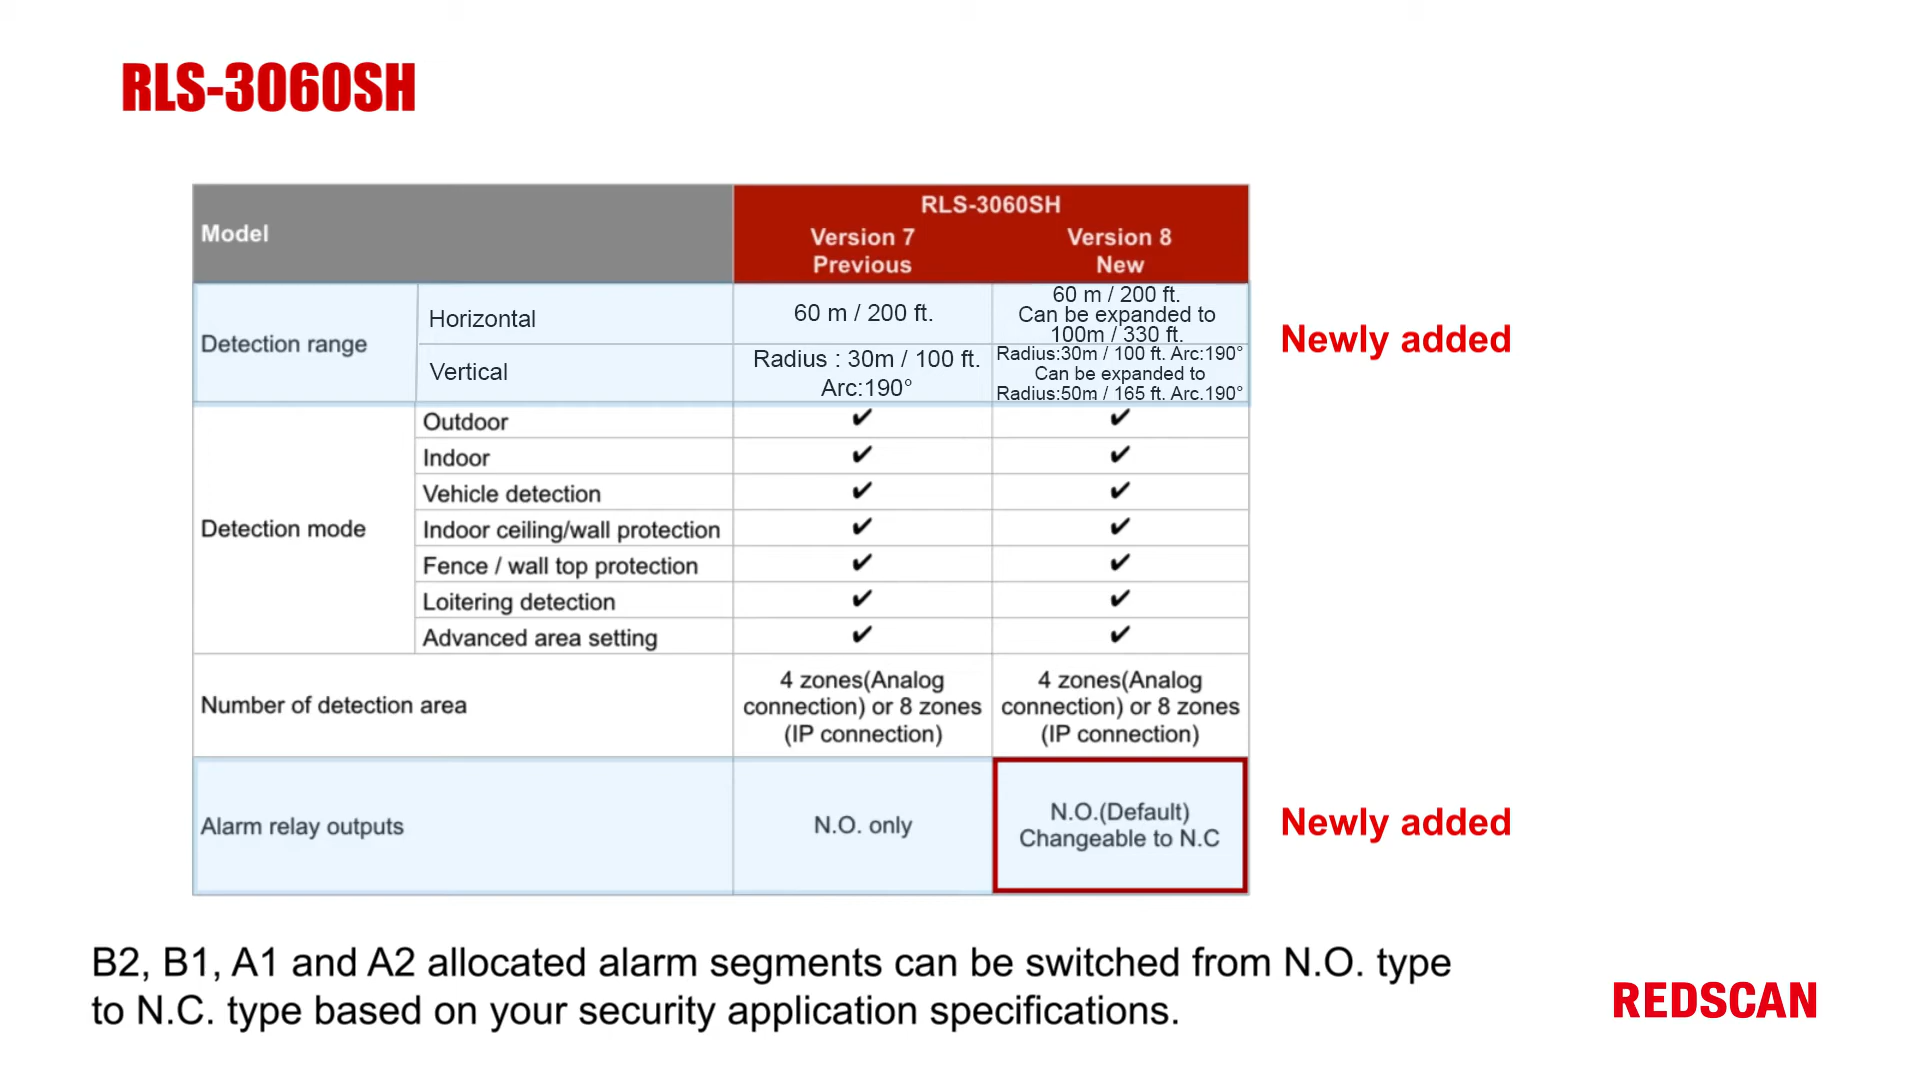 RLS-3060SH
Model
RLS-3060SH
Version 7
Previous
Version 8
New
Detection range
Horizontal
60 m / 200 ft.
60 m / 200 ft.
Can be expanded to
100m / 330 ft.
Newly added
Vertical
Radius : 30m / 100 ft.
Arc:190°
Radius:30m / 100 ft. Arc:190°
Can be expanded to
Radius:50m / 165 ft. Arc.190°
Detection mode
Outdoor ✔ ✔
Indoor ✔ ✔
Vehicle detection ✔ ✔
Indoor ceiling/wall protection ✔ ✔
Fence / wall top protection ✔ ✔
Loitering detection ✔ ✔
Advanced area setting ✔ ✔
Number of detection area
4 zones(Analog
connection) or 8 zones
(IP connection)
4 zones(Analog
connection) or 8 zones
(IP connection)
Alarm relay outputs
N.O. only
N.O.(Default)
Changeable to N.C
Newly added
B2, B1, A1 and A2 allocated alarm segments can be switched from N.O. type
to N.C. type based on your security application specifications.
REDSCAN